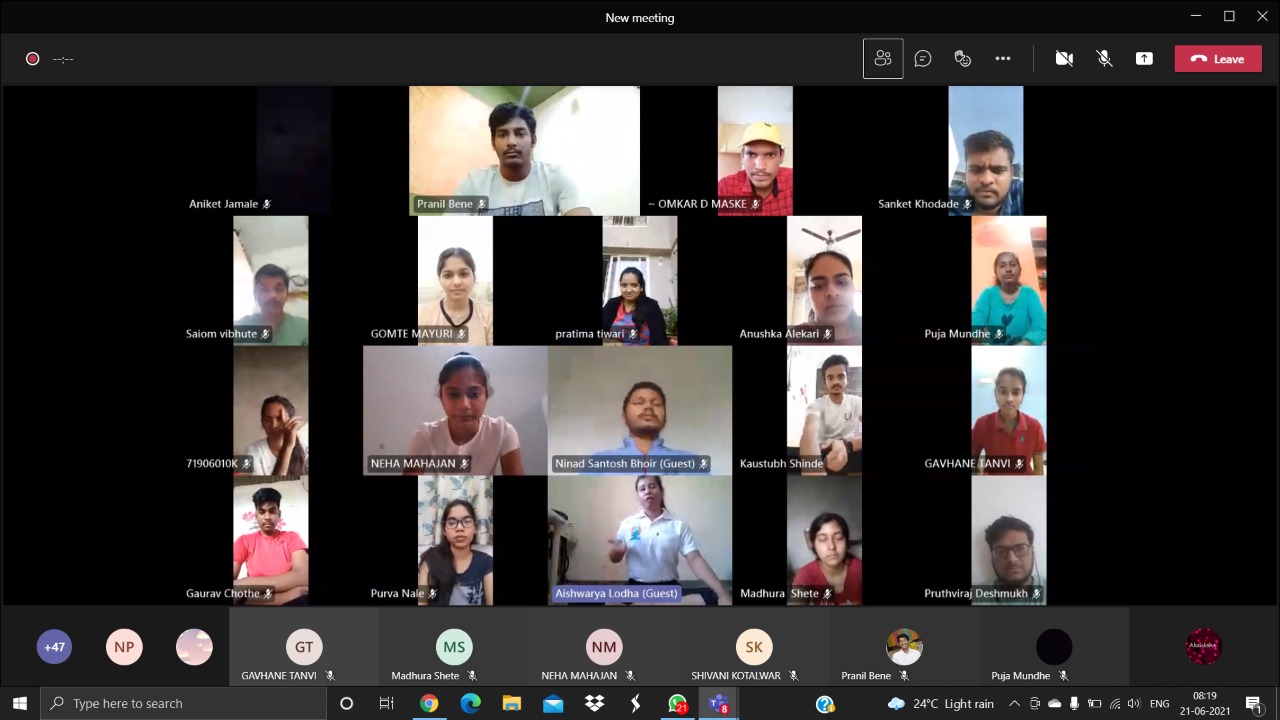 New meeting
--:--
Leave
Aniket Jamale
Pranil Bene
~ OMKAR D MASKE
Sanket Khodade
Saiom vibhute
GOMTE MAYURI
pratima tiwari
Anushka Alekari
Puja Mundhe
71906010K
NEHA MAHAJAN
Ninad Santosh Bhoir (Guest)
Kaustubh Shinde
GAVHANE TANVI
Gaurav Chothe
Purva Nale
Aishwarya Lodha (Guest)
Madhura Shete
Pruthviraj Deshmukh
+47
NP
GT
MS
NM
SK
GAVHANE TANVI
Madhura Shete
NEHA MAHAJAN
SHIVANI KOTALWAR
Pranil Bene
Puja Mundhe
Type here to search
21
8
24°C Light rain
ENG
08:19
21-06-2021
1